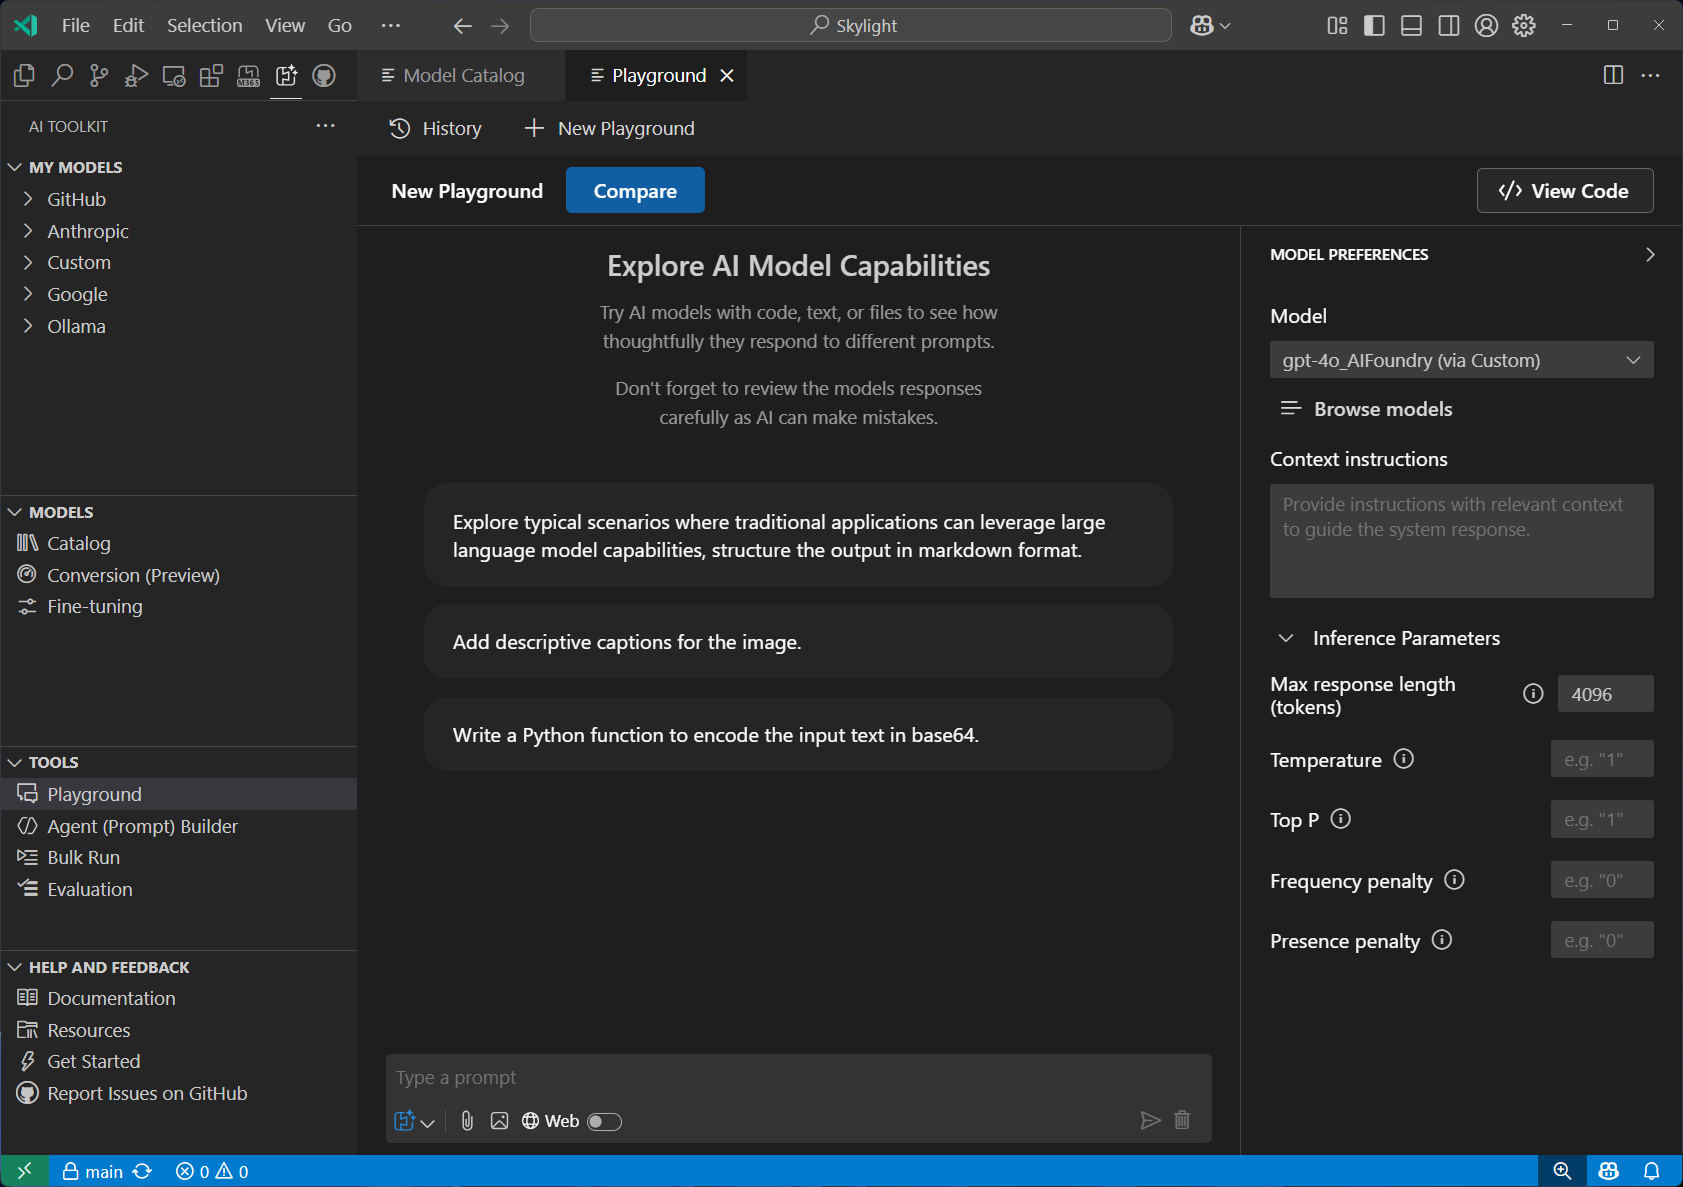 File Edit Selection View Go ···
Skylight
M365
Model Catalog
Playground
AI TOOLKIT
History
New Playground
MY MODELS
GitHub
Anthropic
Custom
Google
Ollama
New Playground
Compare
View Code
Explore AI Model Capabilities
Try AI models with code, text, or files to see how
thoughtfully they respond to different prompts.
Don't forget to review the models responses
carefully as AI can make mistakes.
Explore typical scenarios where traditional applications can leverage large
language model capabilities, structure the output in markdown format.
Add descriptive captions for the image.
Write a Python function to encode the input text in base64.
MODELS
Catalog
Conversion (Preview)
Fine-tuning
TOOLS
Playground
Agent (Prompt) Builder
Bulk Run
Evaluation
HELP AND FEEDBACK
Documentation
Resources
Get Started
Report Issues on GitHub
MODEL PREFERENCES
Model
gpt-4o_AIFoundry (via Custom)
Browse models
Context instructions
Provide instructions with relevant context
to guide the system response.
Inference Parameters
Max response length
(tokens)
4096
Temperature
e.g. "1"
Top P
e.g. "1"
Frequency penalty
e.g. "0"
Presence penalty
e.g. "0"
Type a prompt
Web
main
0
0